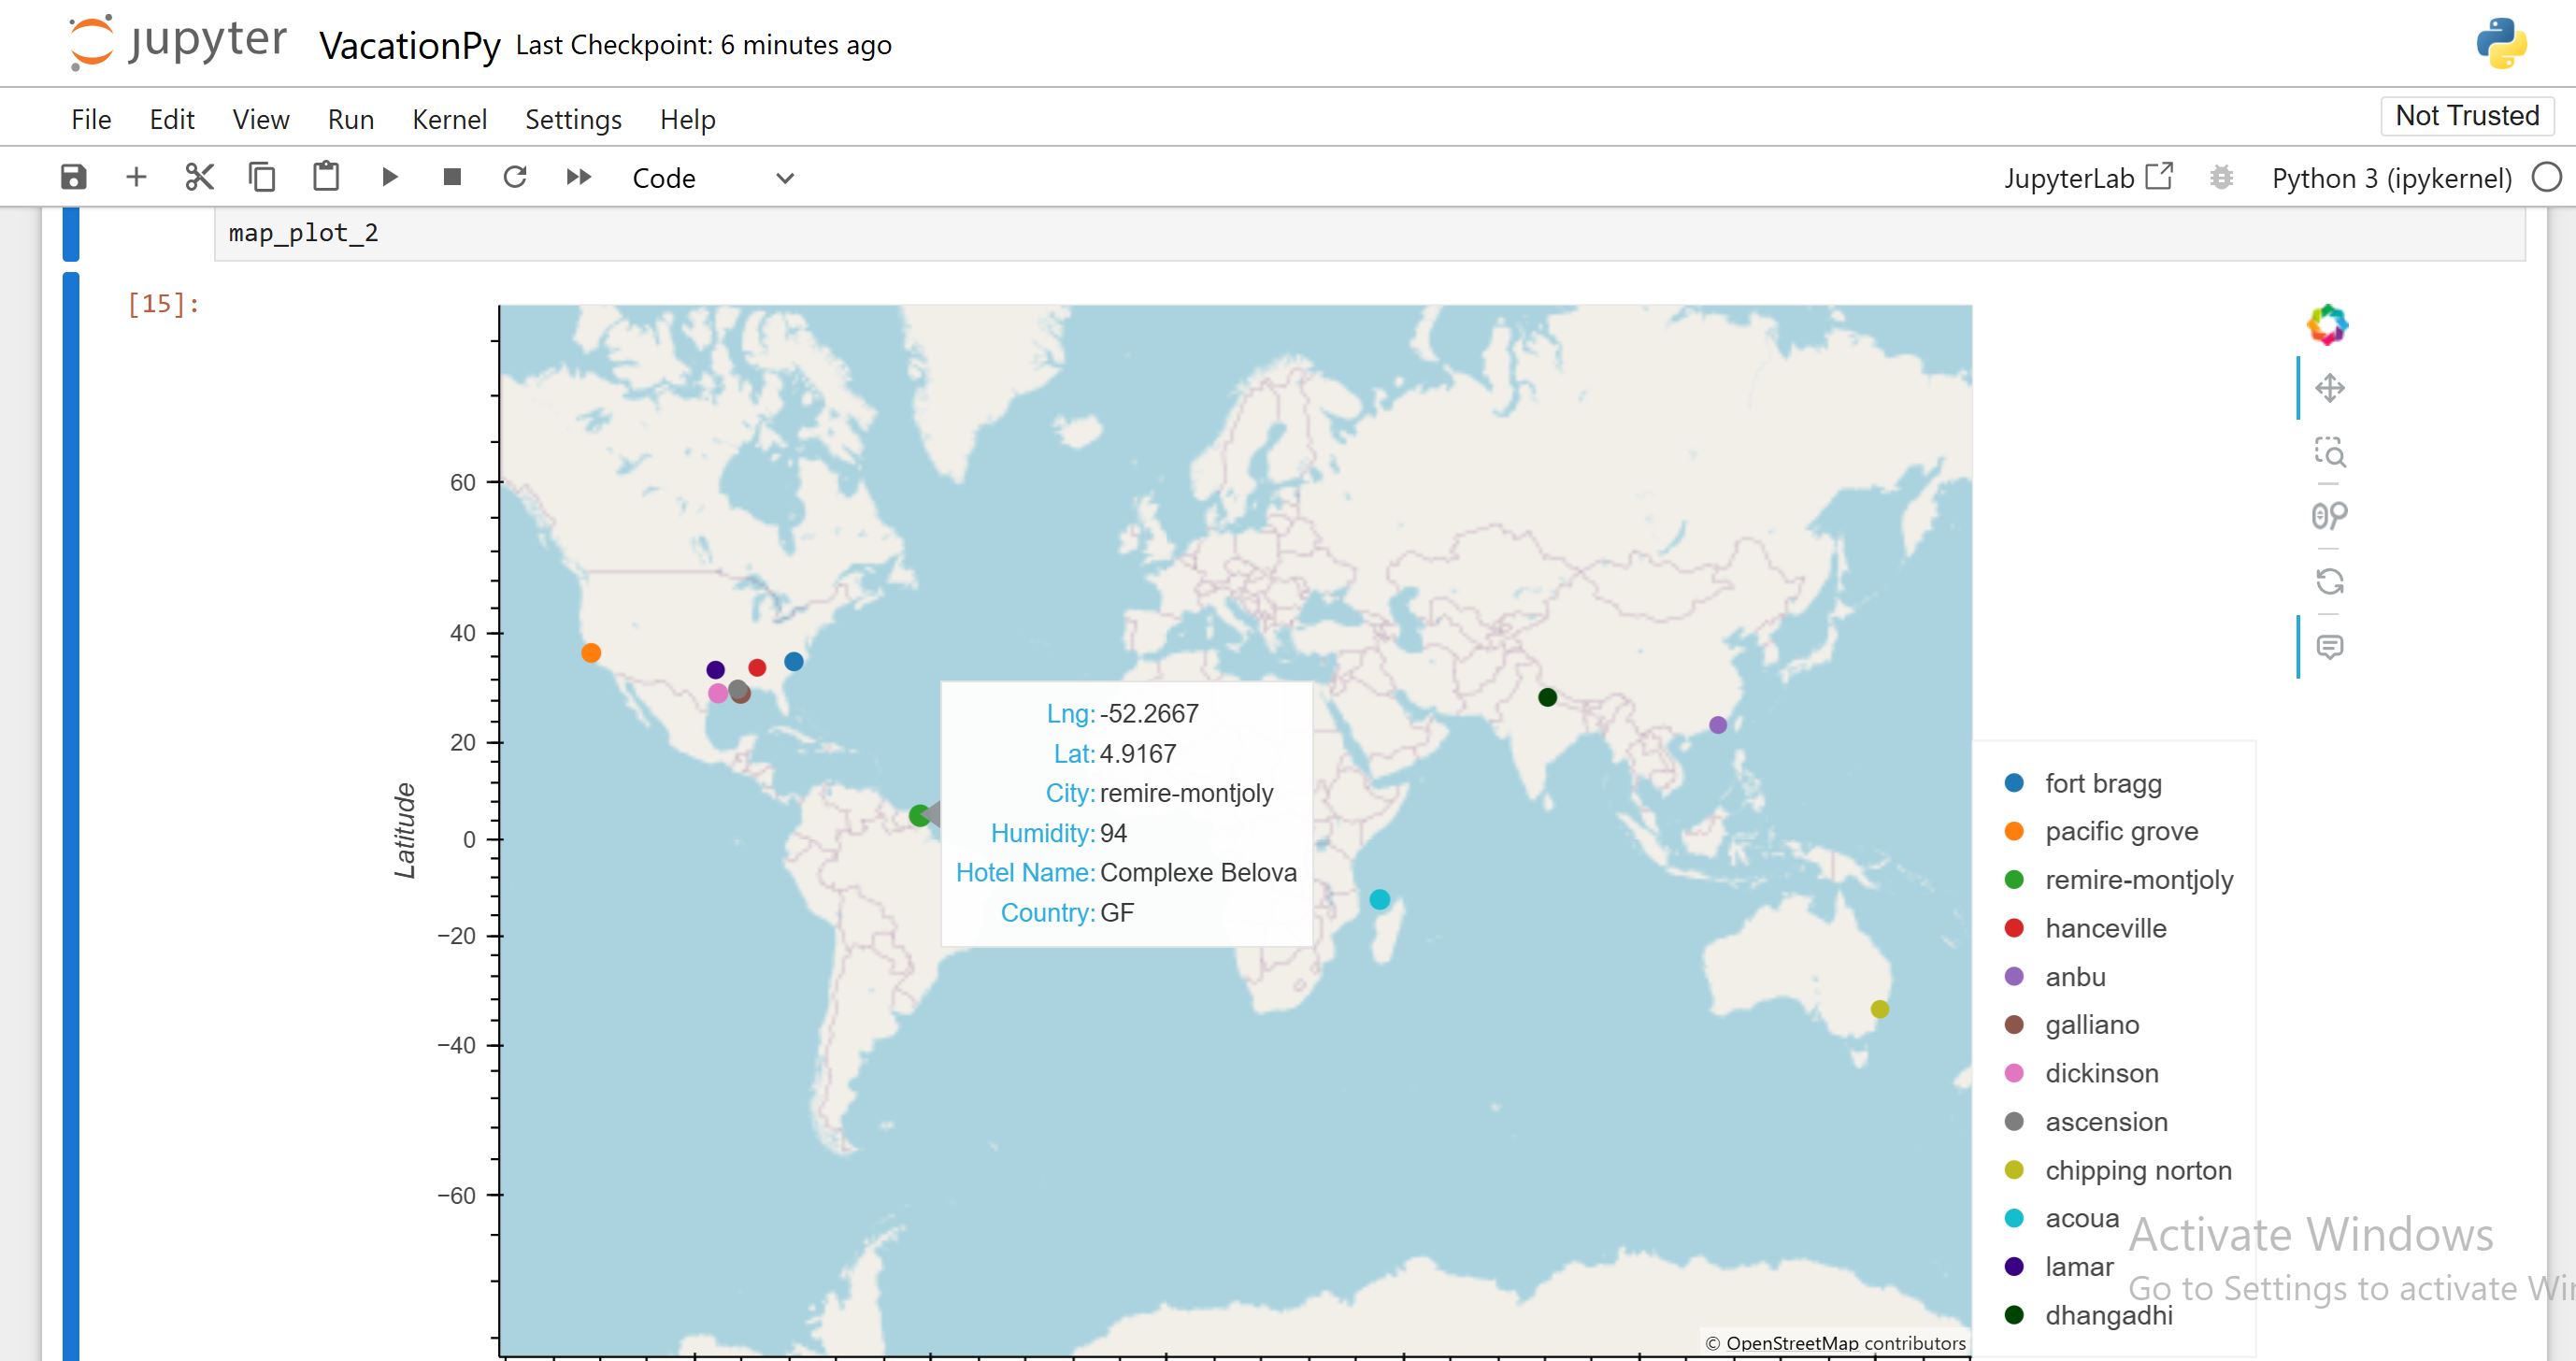 jupyter VacationPy Last Checkpoint: 6 minutes ago
File Edit View Run Kernel Settings Help Not Trusted
Code JupyterLab Python 3 (ipykernel)
map_plot_2
[15]:
60
40
20
0
−20
−40
−60
Latitude
Lng: -52.2667
Lat: 4.9167
City: remire-montjoly
Humidity: 94
Hotel Name: Complexe Belova
Country: GF
fort bragg
pacific grove
remire-montjoly
hanceville
anbu
galliano
dickinson
ascension
chipping norton
acoua
lamar
dhangadhi
Activate Windows
Go to Settings to activate Wi
© OpenStreetMap contributors